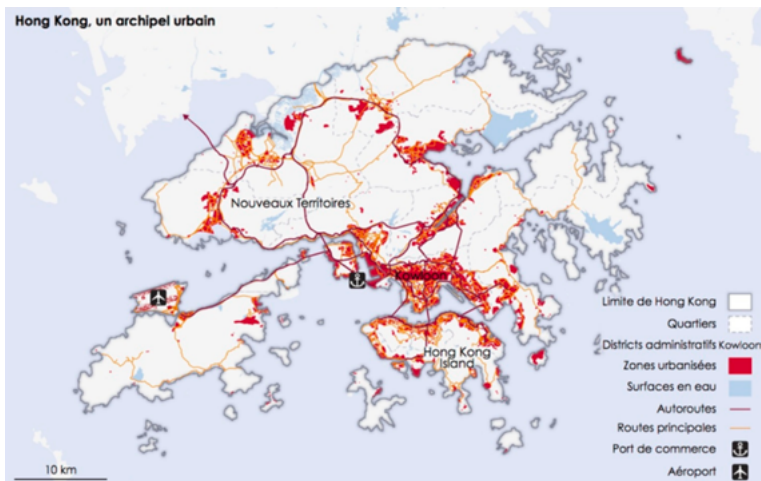 Hong Kong, un archipel urbain
Nouveaux Territoires
Kowloon
Hong Kong
Island
Limite de Hong Kong
Quartiers
Districts administratifs Kowloon
Zones urbanisées
Surfaces en eau
Autoroutes
Routes principales
Port de commerce
Aéroport
10 km